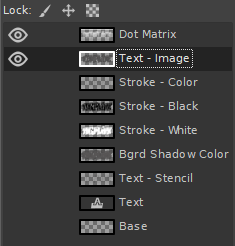 Lock:
Dot Matrix
Text - Image
Stroke - Color
Stroke - Black
Stroke - White
Bgrd Shadow Color
Text - Stencil
Text
Base